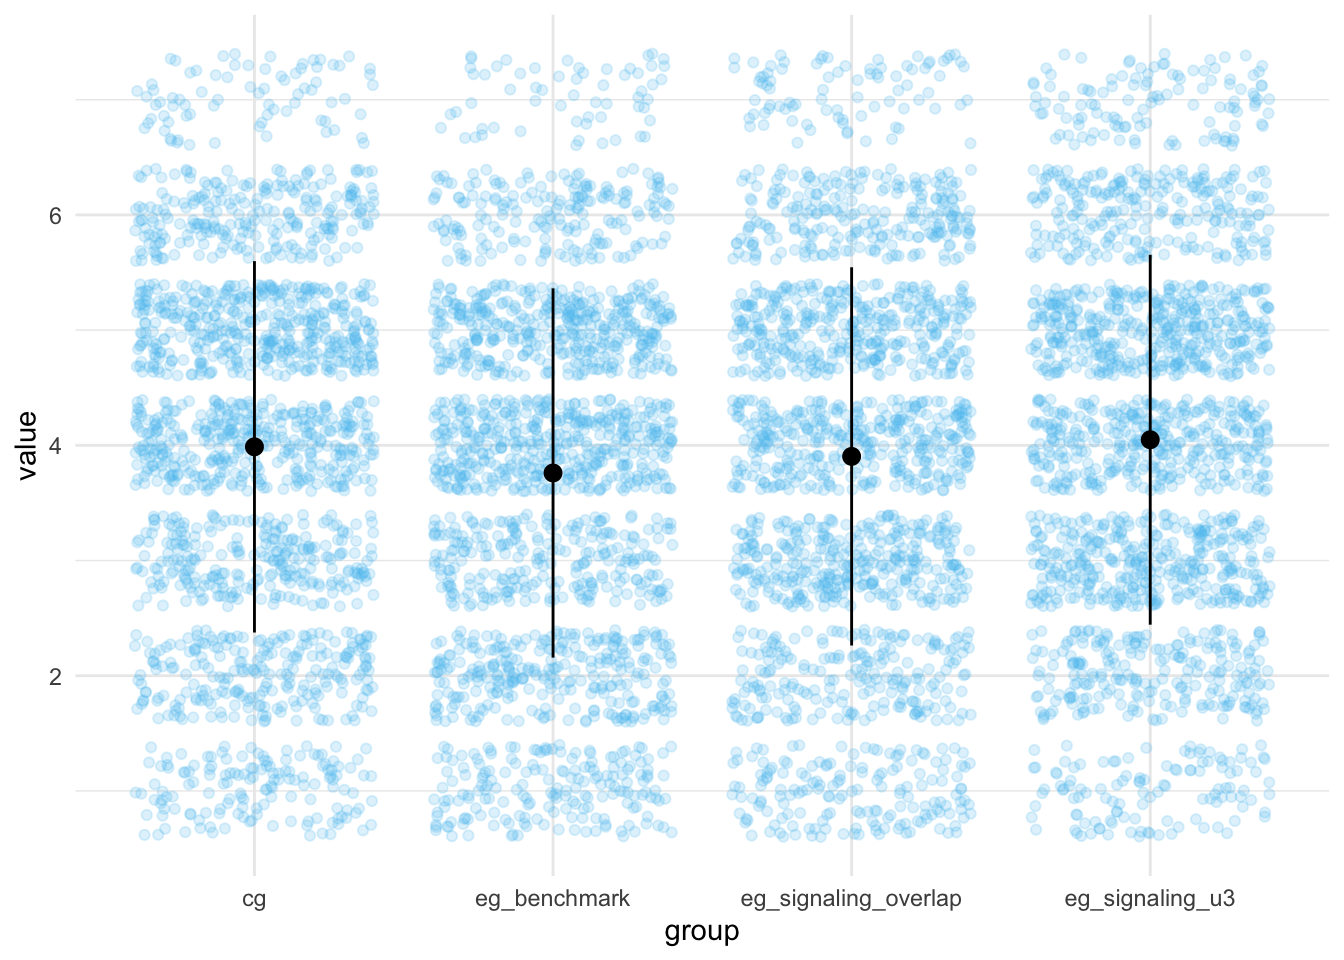 6
4
2
value
cg
eg_benchmark
eg_signaling_overlap
eg_signaling_u3
group